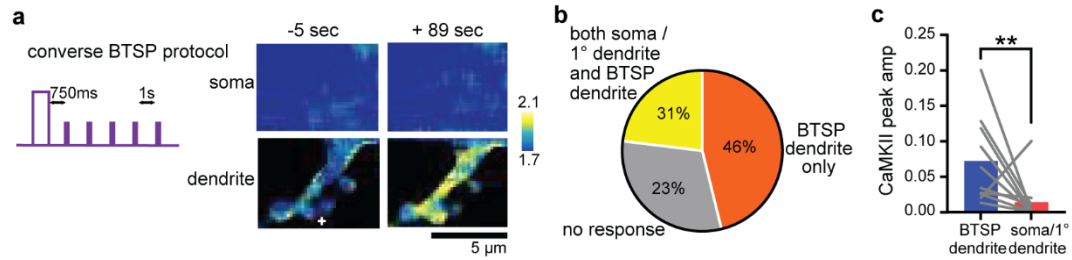 a
converse BTSP protocol
750ms
1s
-5 sec
+ 89 sec
soma
dendrite
2.1
1.7
5 µm
b
both soma /
1° dendrite
and BTSP
dendrite
31%
46%
23%
BTSP
dendrite
only
no response
c
**
CaMKII peak amp
0.25
0.20
0.15
0.10
0.05
0.00
BTSP
dendrite
soma/1°
dendrite